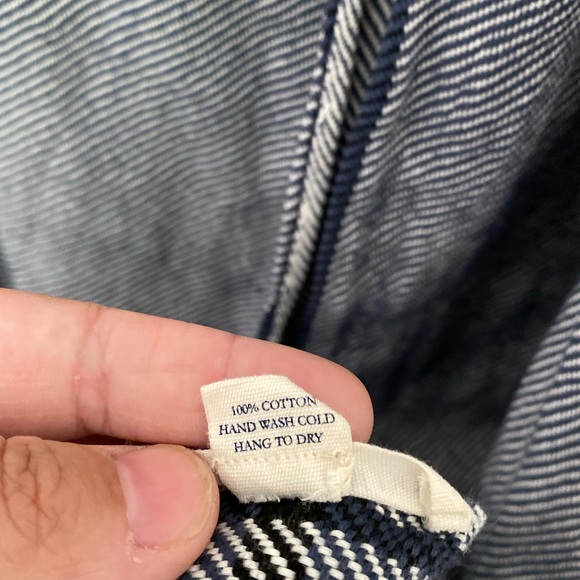 100% COTTON
HAND WASH COLD
HANG TO DRY